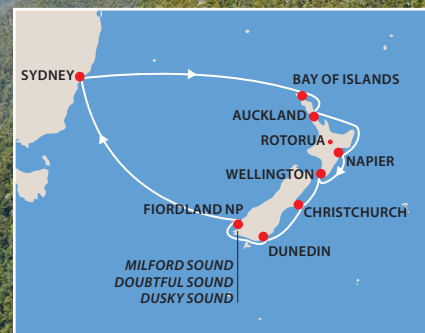 SYDNEY
BAY OF ISLANDS
AUCKLAND
ROTORUA
NAPIER
WELLINGTON
FIORDLAND NP
CHRISTCHURCH
DUNEDIN
MILFORD SOUND
DOUBTFUL SOUND
DUSKY SOUND